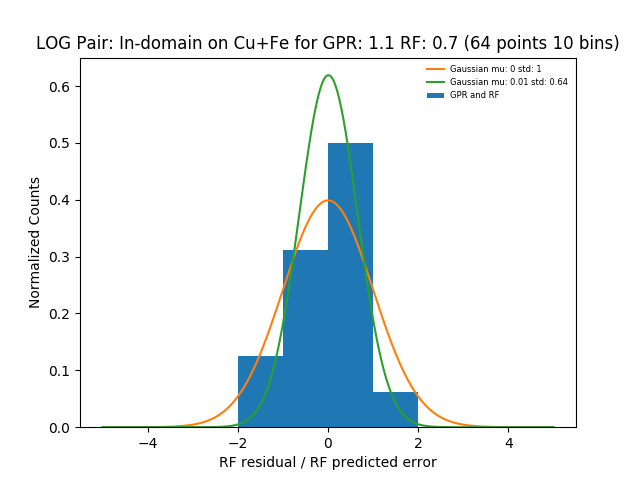 LOG Pair: In-domain on Cu+Fe for GPR: 1.1 RF: 0.7 (64 points 10 bins)
Gaussian mu: 0 std: 1
Gaussian mu: 0.01 std: 0.64
GPR and RF
Normalized Counts
0.6
0.5
0.4
0.3
0.2
0.1
0.0
−4
−2
0
2
4
RF residual / RF predicted error